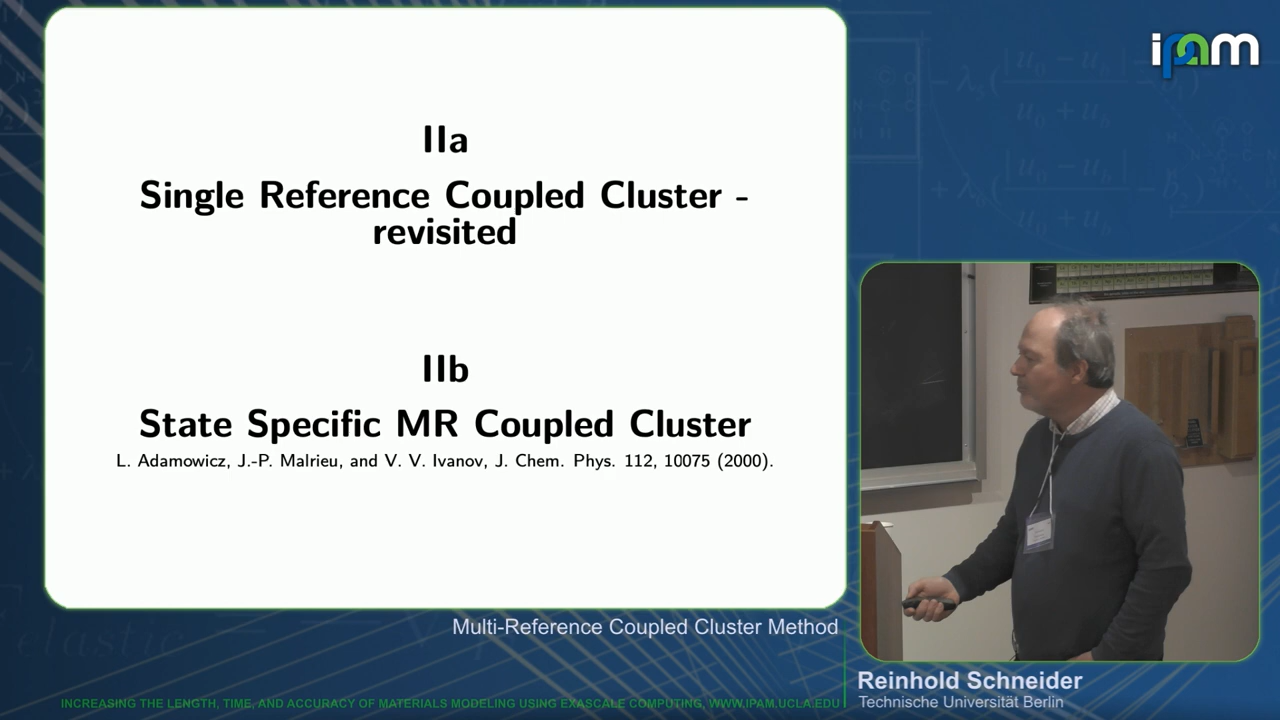 IIa
Single Reference Coupled Cluster -
revisited
IIb
State Specific MR Coupled Cluster
L. Adamowicz, J.-P. Malrieu, and V. V. Ivanov, J. Chem. Phys. 112, 10075 (2000).
ipam
Multi-Reference Coupled Cluster Method
Reinhold Schneider
Technische Universität Berlin
INCREASING THE LENGTH, TIME, AND ACCURACY OF MATERIALS MODELING USING EXASCALE COMPUTING, WWW.IPAM.UCLA.EDU
elastic